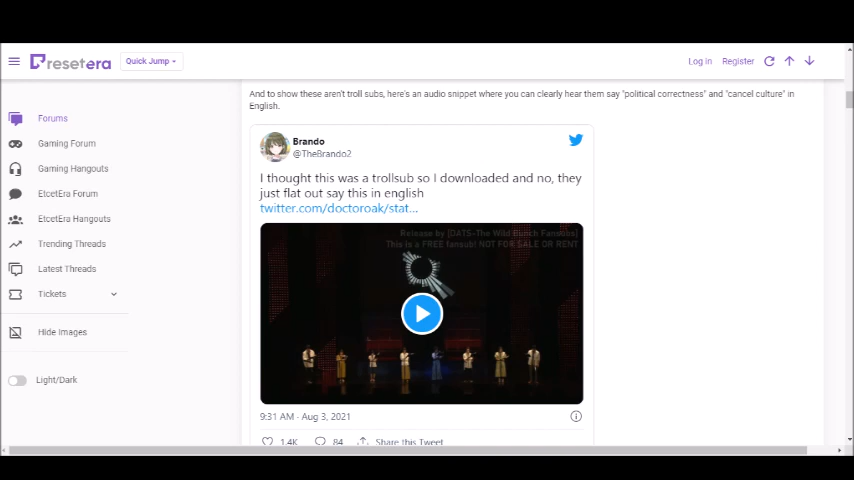 resetera
Quick Jump
Log in
Register
And to show these aren't troll subs, here's an audio snippet where you can clearly hear them say "political correctness" and "cancel culture" in
English.
Forums
Gaming Forum
Gaming Hangouts
EtcetEra Forum
EtcetEra Hangouts
Trending Threads
Latest Threads
Tickets
Hide Images
Light/Dark
Brando
@TheBrando2
I thought this was a trollsub so I downloaded and no, they
just flat out say this in english
twitter.com/doctoroak/stat...
Release by [DATS-The Wild Bunch Fansubs]
This is a FREE fansub! NOT FOR SALE OR RENT
9:31 AM · Aug 3, 2021
1.4K
84
Share this Tweet